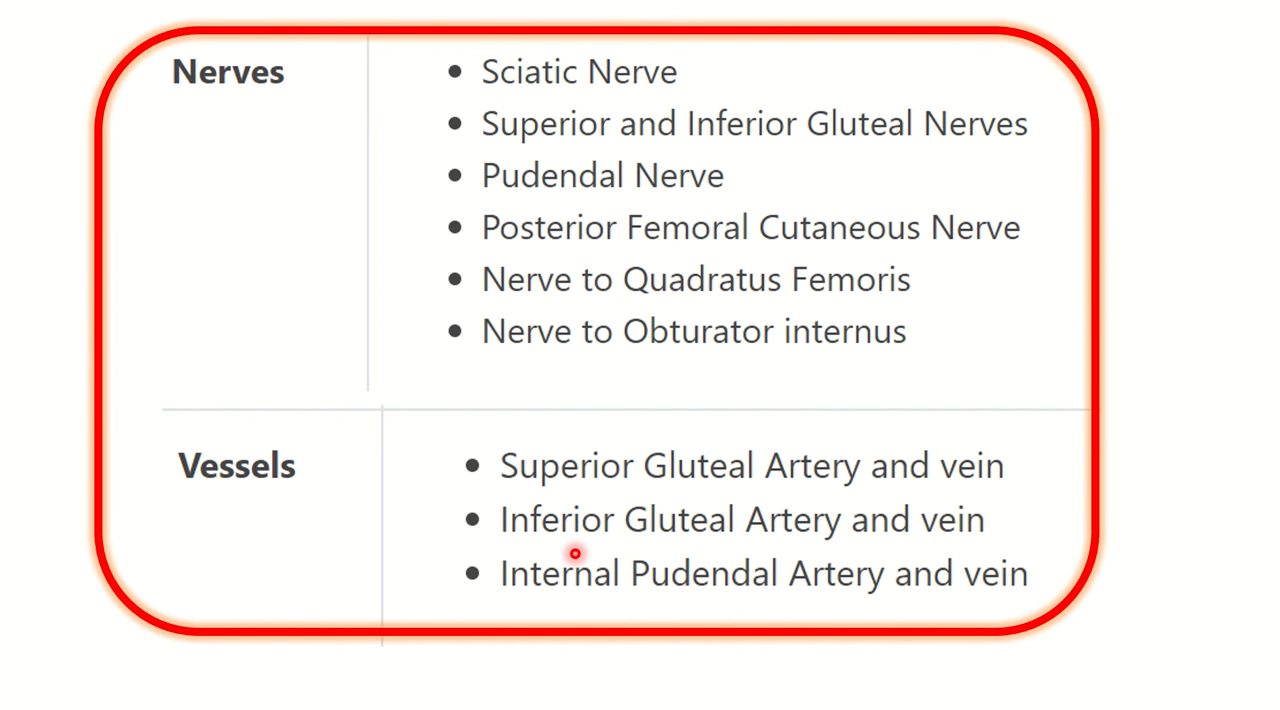 Nerves
• Sciatic Nerve
• Superior and Inferior Gluteal Nerves
• Pudendal Nerve
• Posterior Femoral Cutaneous Nerve
• Nerve to Quadratus Femoris
• Nerve to Obturator internus
Vessels
• Superior Gluteal Artery and vein
• Inferior Gluteal Artery and vein
• Internal Pudendal Artery and vein